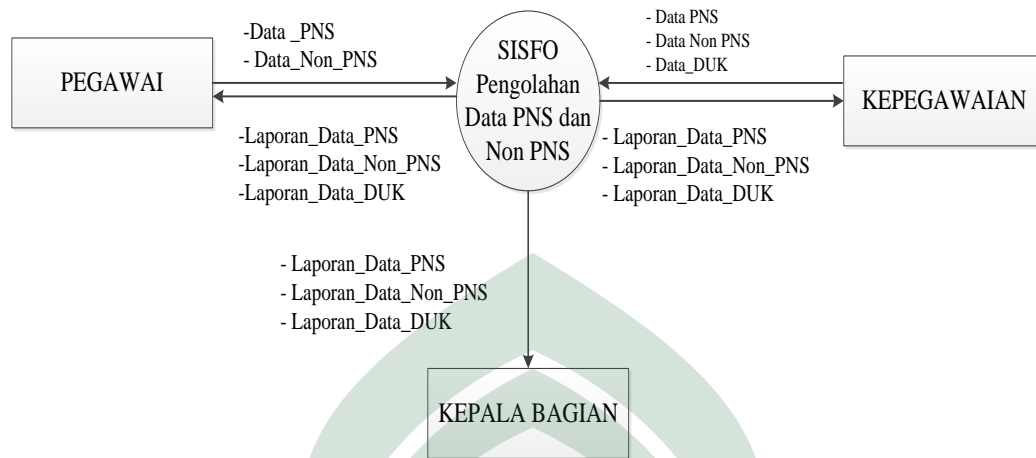 -Data _PNS
- Data_Non_PNS
PEGAWAI
SISFO
Pengolahan
Data PNS dan
Non PNS
- Data PNS
- Data Non PNS
- Data_DUK
KEPEGAWAIAN
-Laporan_Data_PNS
-Laporan_Data_Non_PNS
-Laporan_Data_DUK
- Laporan_Data_PNS
- Laporan_Data_Non_PNS
- Laporan_Data_DUK
- Laporan_Data_PNS
- Laporan_Data_Non_PNS
- Laporan_Data_DUK
KEPALA BAGIAN